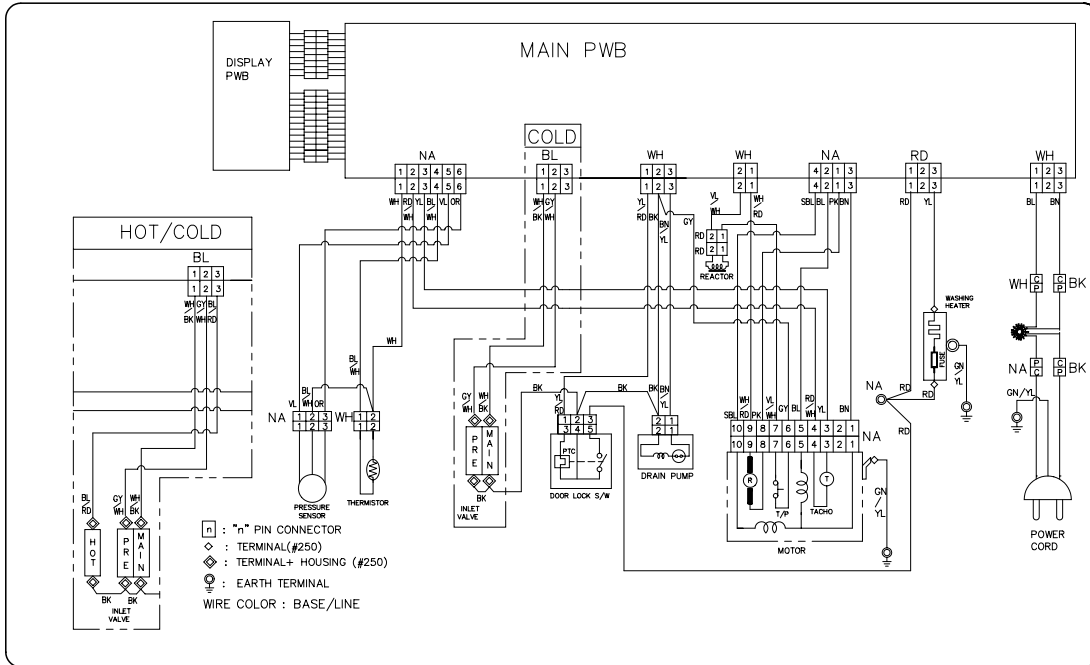 MAIN PWB
DISPLAY
PWB
COLD
NA
BL
WH
WH
NA
RD
WH
1 2 3 4 5 6
1 2 3
1 2 3
2 1
4 2 1 3
1 2 3
1 2 3
1 2 3 4 5 6
1 2 3
1 2 3
2 1
4 2 1 3
1 2 3
1 2 3
WH RD/WH YL BL/WH VL OR
WH/BK GY/WH
YL/RD BK BN/YL
GY
VL/WH
WH/RD
SBL BL PK BN
RD
YL
BL
BN
RD 2 1
RD 2 1
REACTOR
HOT/COLD
BL
1 2 3
1 2 3
WH/BK GY/WH BL/RD
WH C P
C P BK
NA P C
C P BK
WASHING
HEATER
FUSE
GN/YL
NA
RD
RD
RD
GN/YL
WH
BL/WH
VL
BL/WH
OR
NA 1 2 3
1 2 3
WH 1 2
1 2
PRESSURE
SENSOR
THERMISTOR
GY/WH
WH/BK
PRE
MAIN
BK
INLET
VALVE
BK
YL/RD
BK
BK
BN/YL
1 2 3
3 4 5
PTC
DOOR LOCK S/W
2 1
2 1
DRAIN PUMP
SBL WH/RD PK VL/WH GY BL RD/WH YL BN
10 9 8 7 6 5 4 3 2 1
10 9 8 7 6 5 4 3 2 1
NA
R
T/P
T
TACHO
MOTOR
GN/YL
POWER
CORD
BL/RD
GY/WH
WH/BK
HOT
PRE
MAIN
BK
BK
INLET
VALVE
n : "n" PIN CONNECTOR
: TERMINAL(#250)
: TERMINAL+ HOUSING (#250)
: EARTH TERMINAL
WIRE COLOR : BASE/LINE